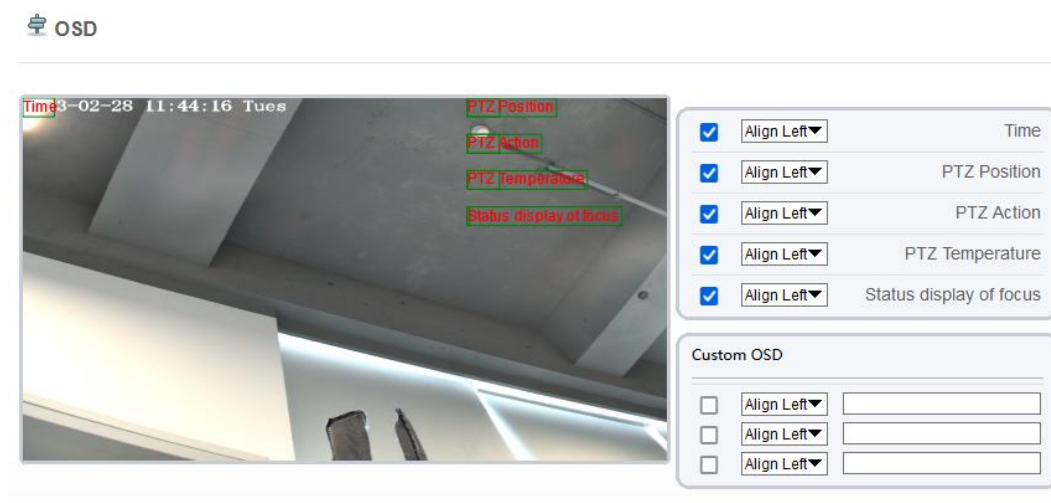 OSD
Time3-02-28 11:44:16 Tues
PTZ Position
PTZ Action
PTZ Temperature
Status display of focus
Align Left Time
Align Left PTZ Position
Align Left PTZ Action
Align Left PTZ Temperature
Align Left Status display of focus
Custom OSD
Align Left
Align Left
Align Left